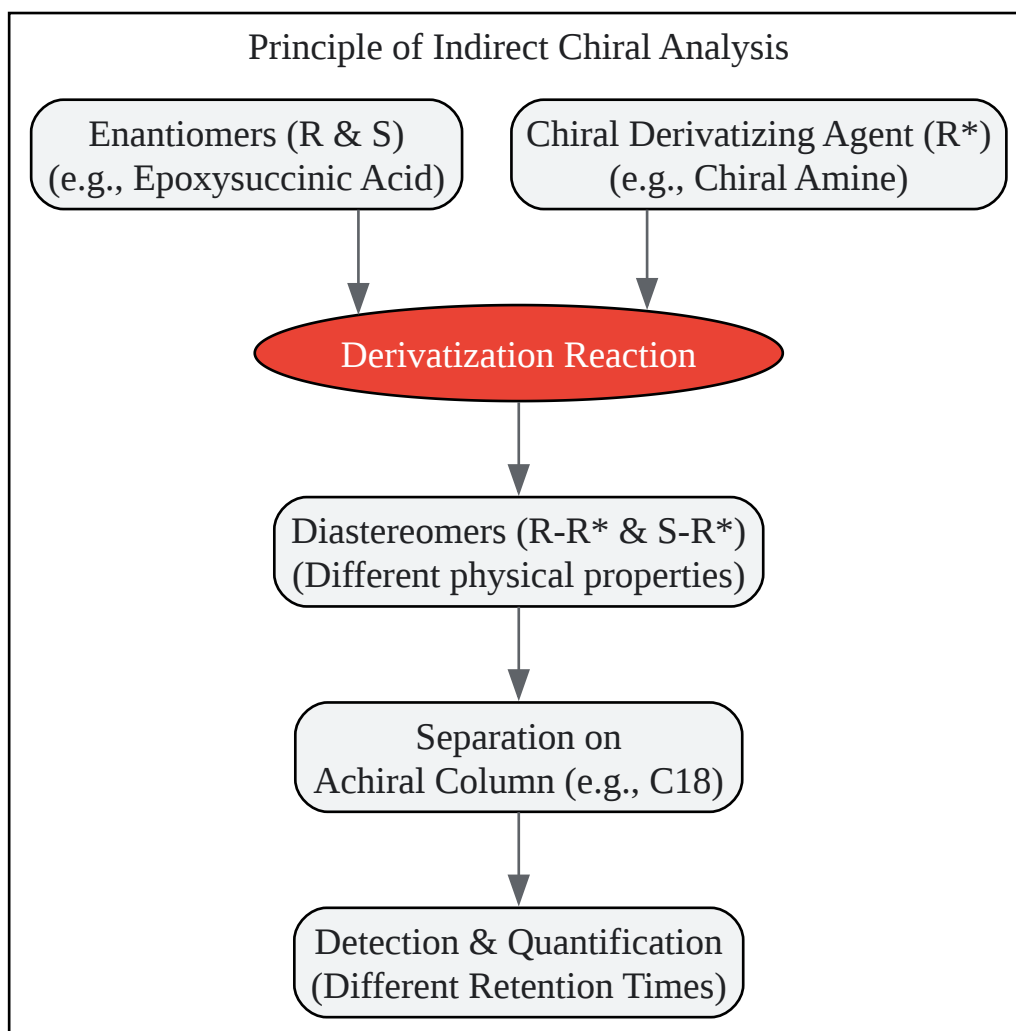 Principle of Indirect Chiral Analysis
Enantiomers (R & S)
(e.g., Epoxysuccinic Acid)
Chiral Derivatizing Agent (R*)
(e.g., Chiral Amine)
Derivatization Reaction
Diastereomers (R-R* & S-R*)
(Different physical properties)
Separation on
Achiral Column (e.g., C18)
Detection & Quantification
(Different Retention Times)